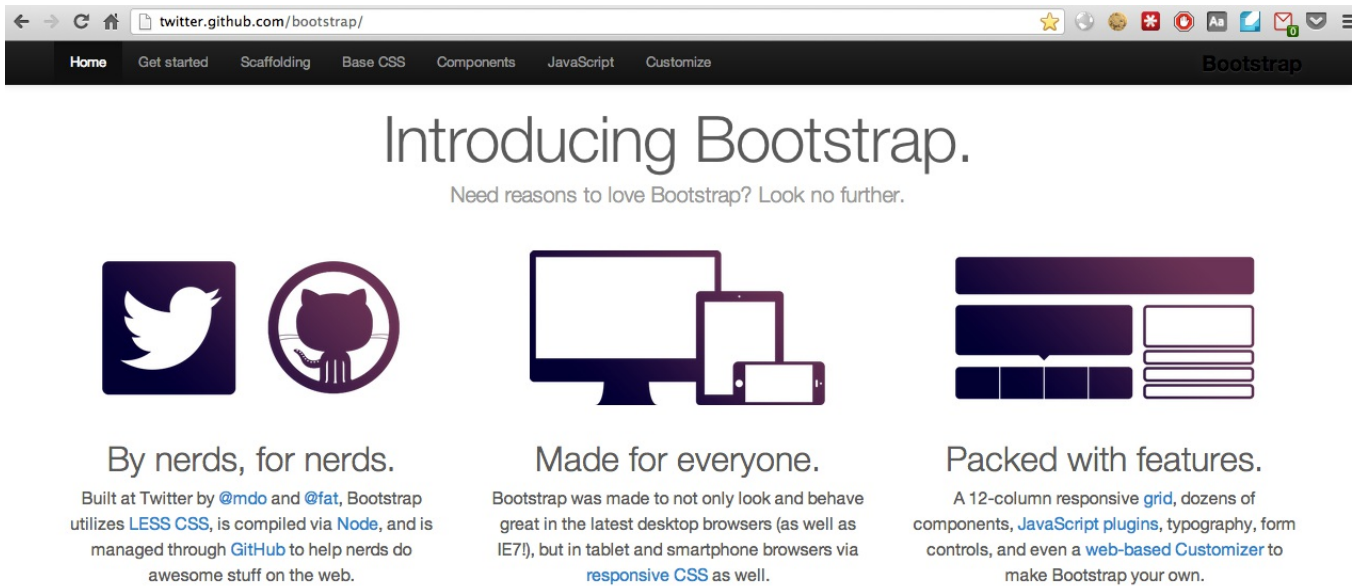 twitter.github.com/bootstrap/
Aa
0
Home Get started Scaffolding Base CSS Components JavaScript Customize Bootstrap
Introducing Bootstrap.
Need reasons to love Bootstrap? Look no further.
By nerds, for nerds.
Built at Twitter by @mdo and @fat, Bootstrap
utilizes LESS CSS, is compiled via Node, and is
managed through GitHub to help nerds do
awesome stuff on the web.
Made for everyone.
Bootstrap was made to not only look and behave
great in the latest desktop browsers (as well as
IE7!), but in tablet and smartphone browsers via
responsive CSS as well.
Packed with features.
A 12-column responsive grid, dozens of
components, JavaScript plugins, typography, form
controls, and even a web-based Customizer to
make Bootstrap your own.